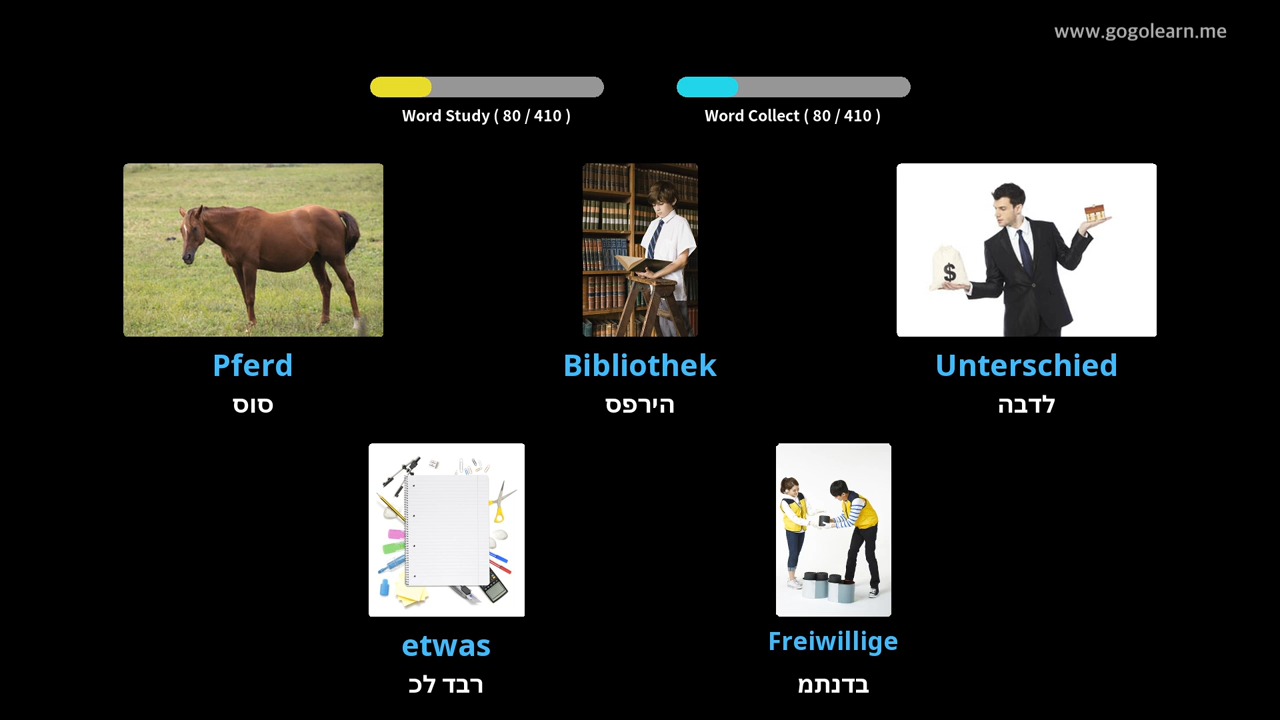 www.gogolearn.me
Word Study ( 80 / 410 )
Word Collect ( 80 / 410 )
Pferd
סוס
Bibliothek
הירפס
Unterschied
לדבה
etwas
רבד לכ
Freiwillige
בדנתמ